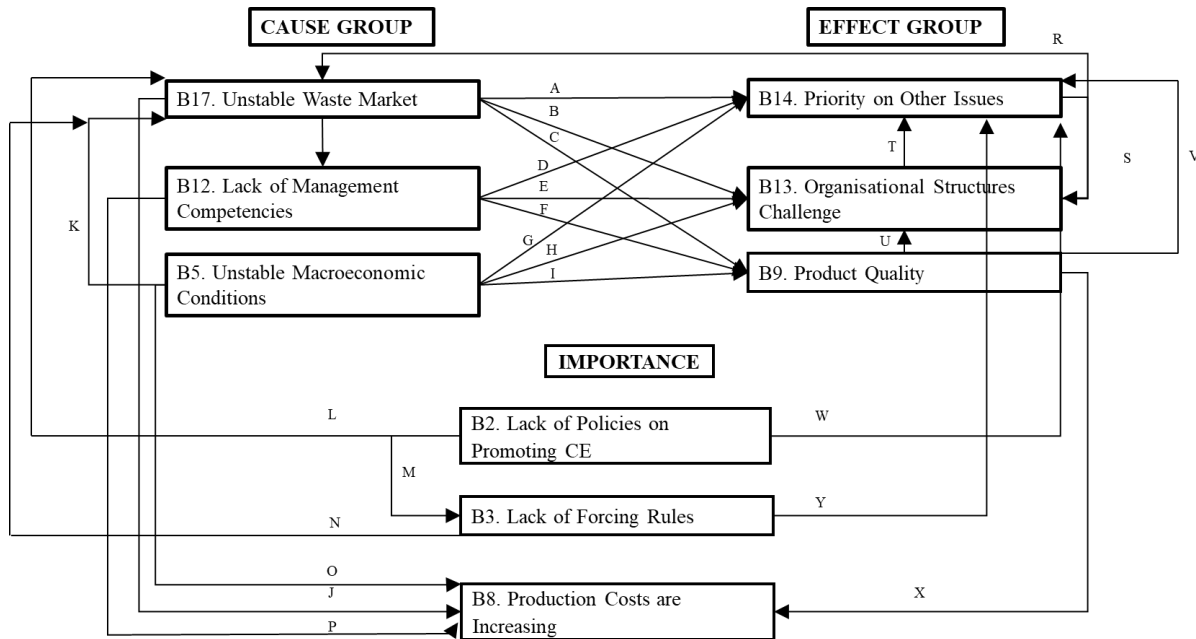 CAUSE GROUP
EFFECT GROUP
R
B17. Unstable Waste Market
A
B14. Priority on Other Issues
B
C
T
S
V
D
B12. Lack of Management
Competencies
E
B13. Organisational Structures
Challenge
F
K
G
U
H
B5. Unstable Macroeconomic
Conditions
I
B9. Product Quality
IMPORTANCE
L
B2. Lack of Policies on
Promoting CE
W
M
N
B3. Lack of Forcing Rules
Y
O
J
B8. Production Costs are
Increasing
X
P